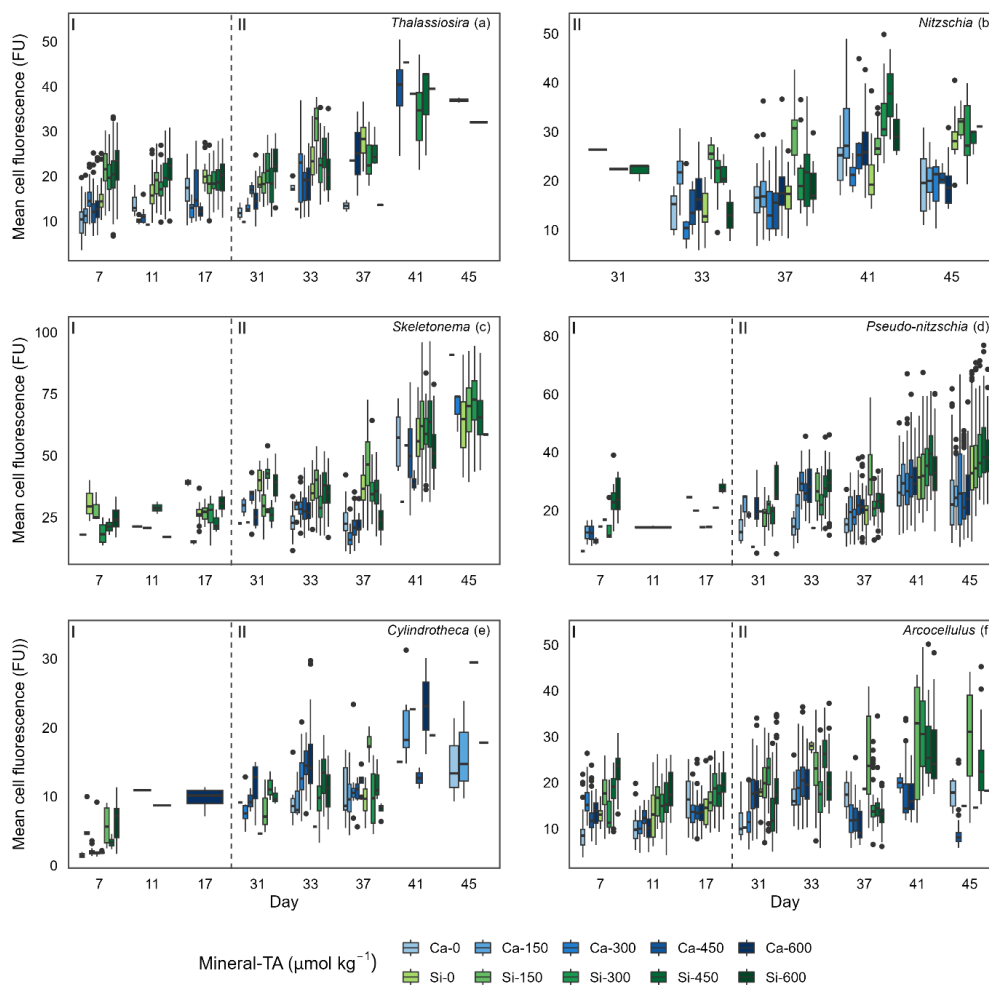 I II Thalassiosira (a)
Mean cell fluorescence (FU)
50
40
30
20
10
7 11 17 31 33 37 41 45
II Nitzschia (b
50
40
30
20
10
31 33 37 41 45
I II Skeletonema (c)
Mean cell fluorescence (FU)
100
75
50
25
7 11 17 31 33 37 41 45
I II Pseudo-nitzschia (d)
80
60
40
20
7 11 17 31 33 37 41 45
I II Cylindrotheca (e)
Mean cell fluorescence (FU))
30
20
10
0
7 11 17 31 33 37 41 45
Day
I II Arcocellulus (f
50
40
30
20
10
7 11 17 31 33 37 41 45
Day
Mineral-TA (μmol kg⁻¹)
Ca-0 Ca-150 Ca-300 Ca-450 Ca-600
Si-0 Si-150 Si-300 Si-450 Si-600